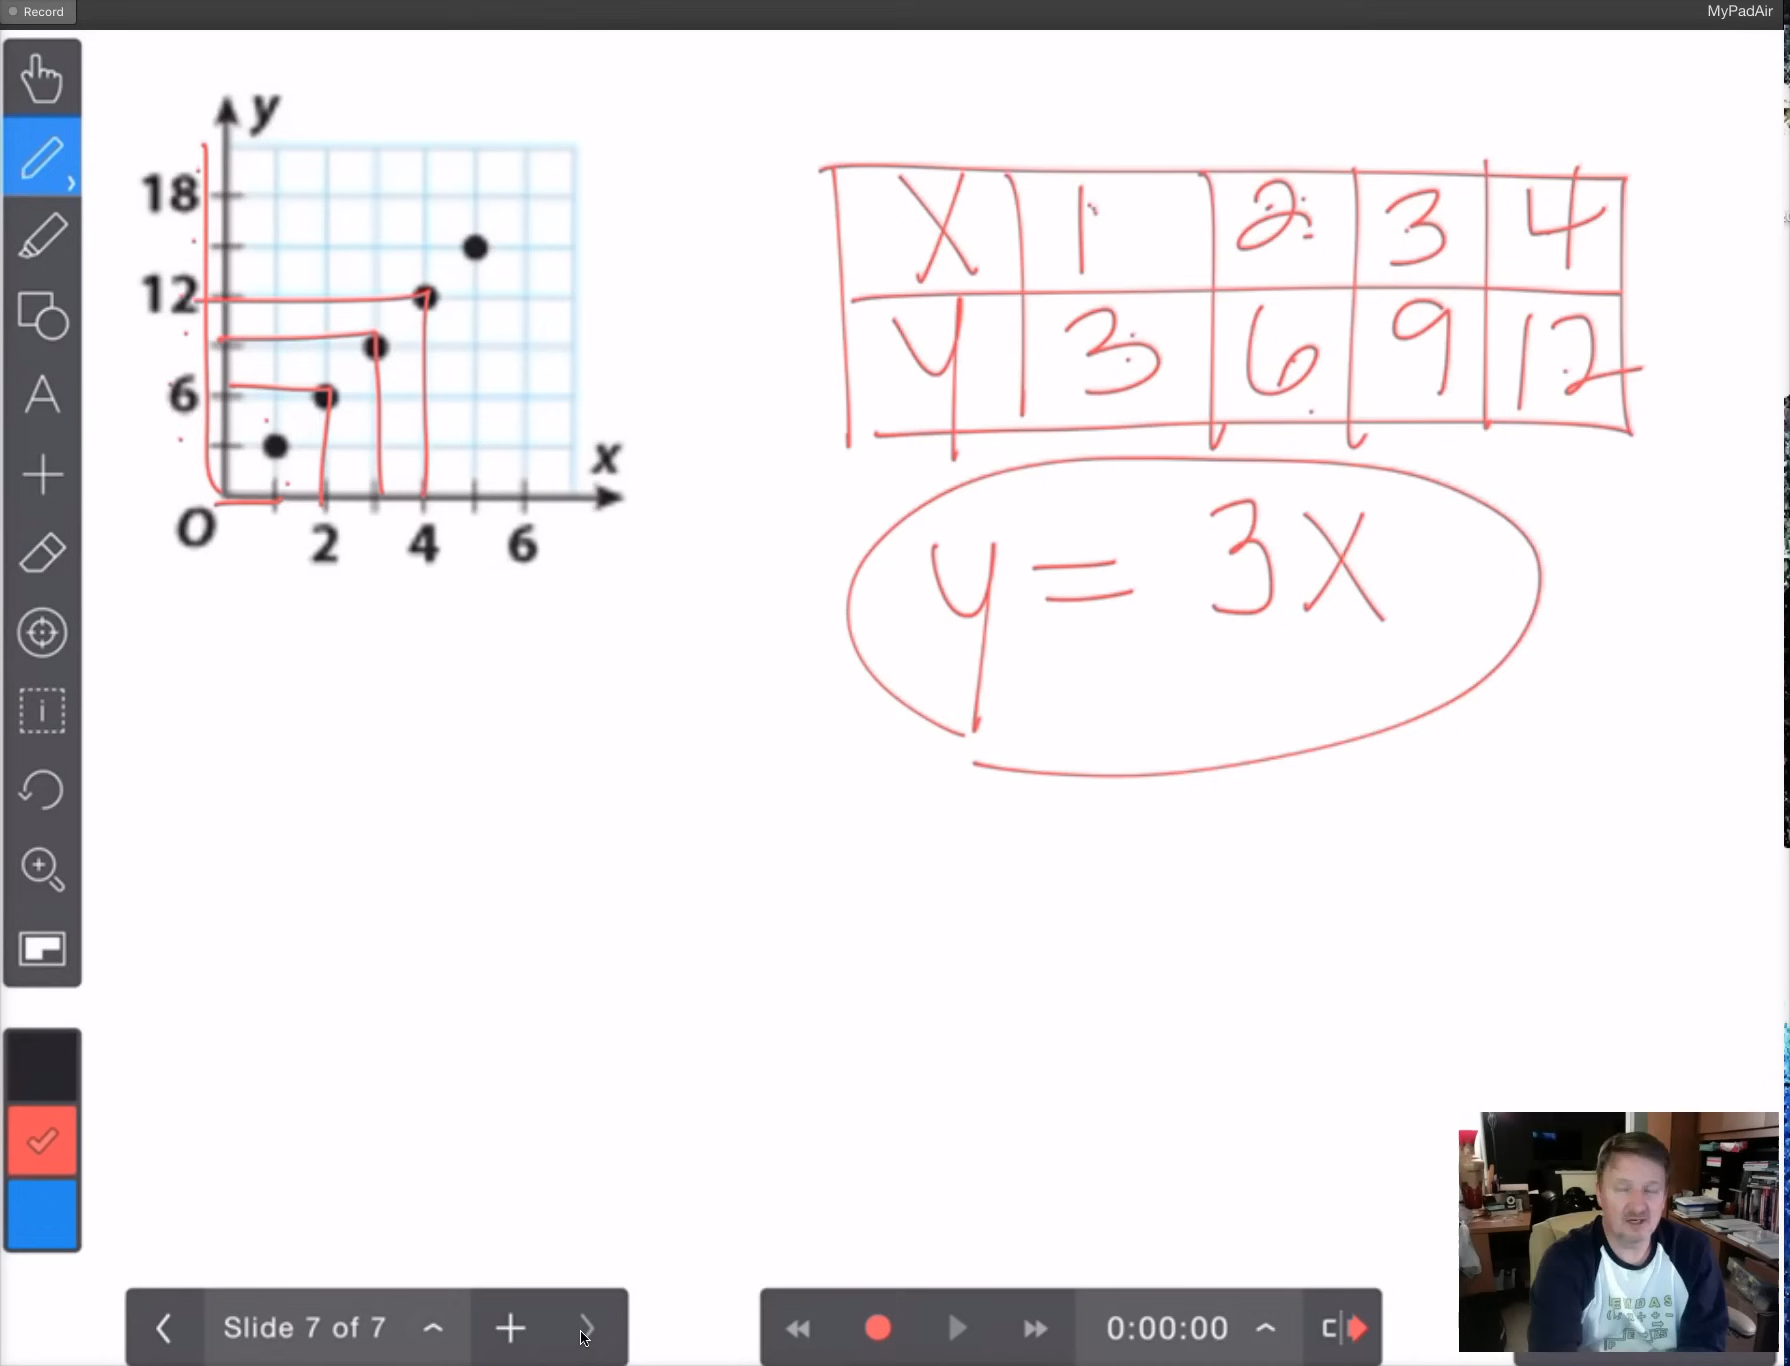 Record
MyPadAir
y
18
12
6
O
2 4 6
x
X 1 2 3 4
y 3 6 9 12
y = 3x
Slide 7 of 7
0:00:00